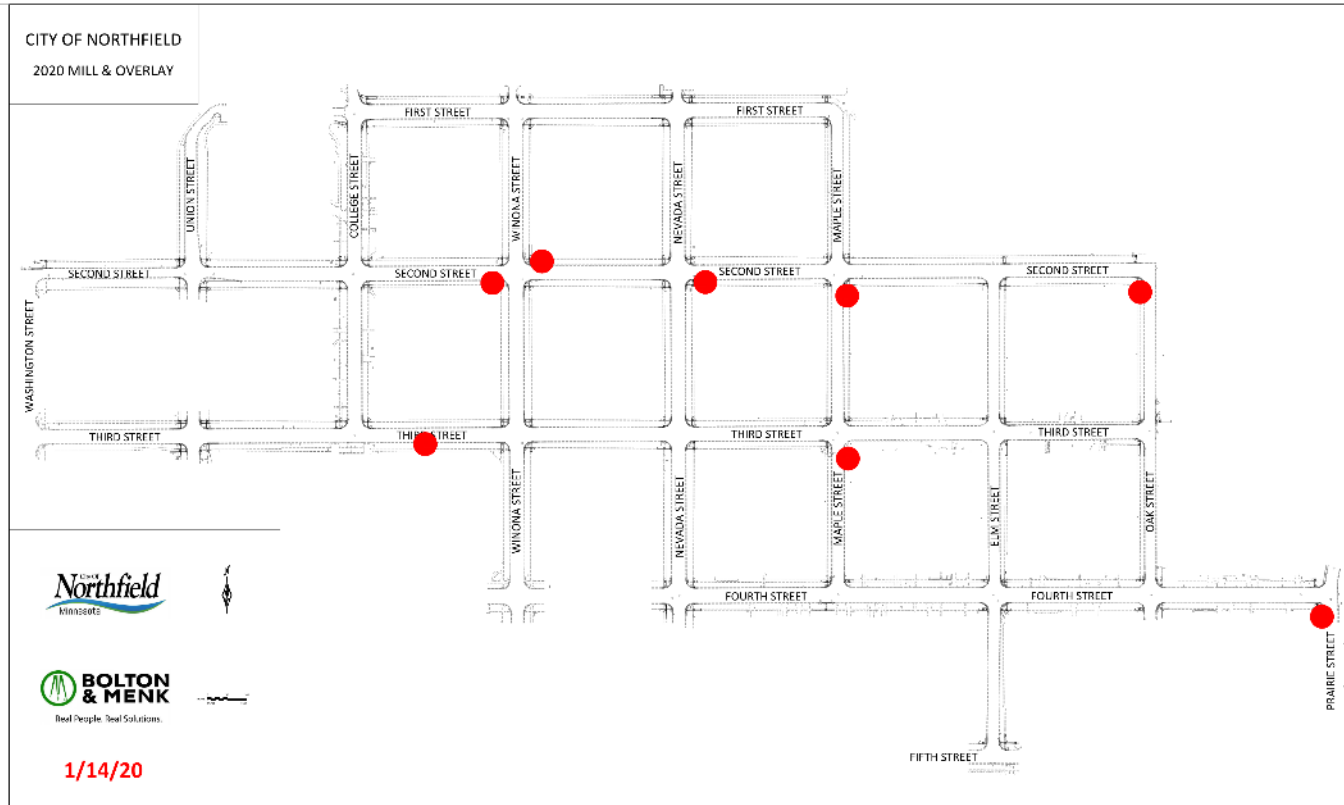 CITY OF NORTHFIELD
2020 MILL & OVERLAY
FIRST STREET
FIRST STREET
UNION STREET
COLLEGE STREET
WINONA STREET
NEVADA STREET
MAPLE STREET
SECOND STREET
SECOND STREET
SECOND STREET
SECOND STREET
WASHINGTON STREET
THIRD STREET
THIRD STREET
THIRD STREET
THIRD STREET
WINONA STREET
NEVADA STREET
MAPLE STREET
ELM STREET
OAK STREET
FOURTH STREET
FOURTH STREET
PRAIRIE STREET
FIFTH STREET
City of
Northfield
Minnesota
BOLTON
& MENK
Real People. Real Solutions.
1/14/20